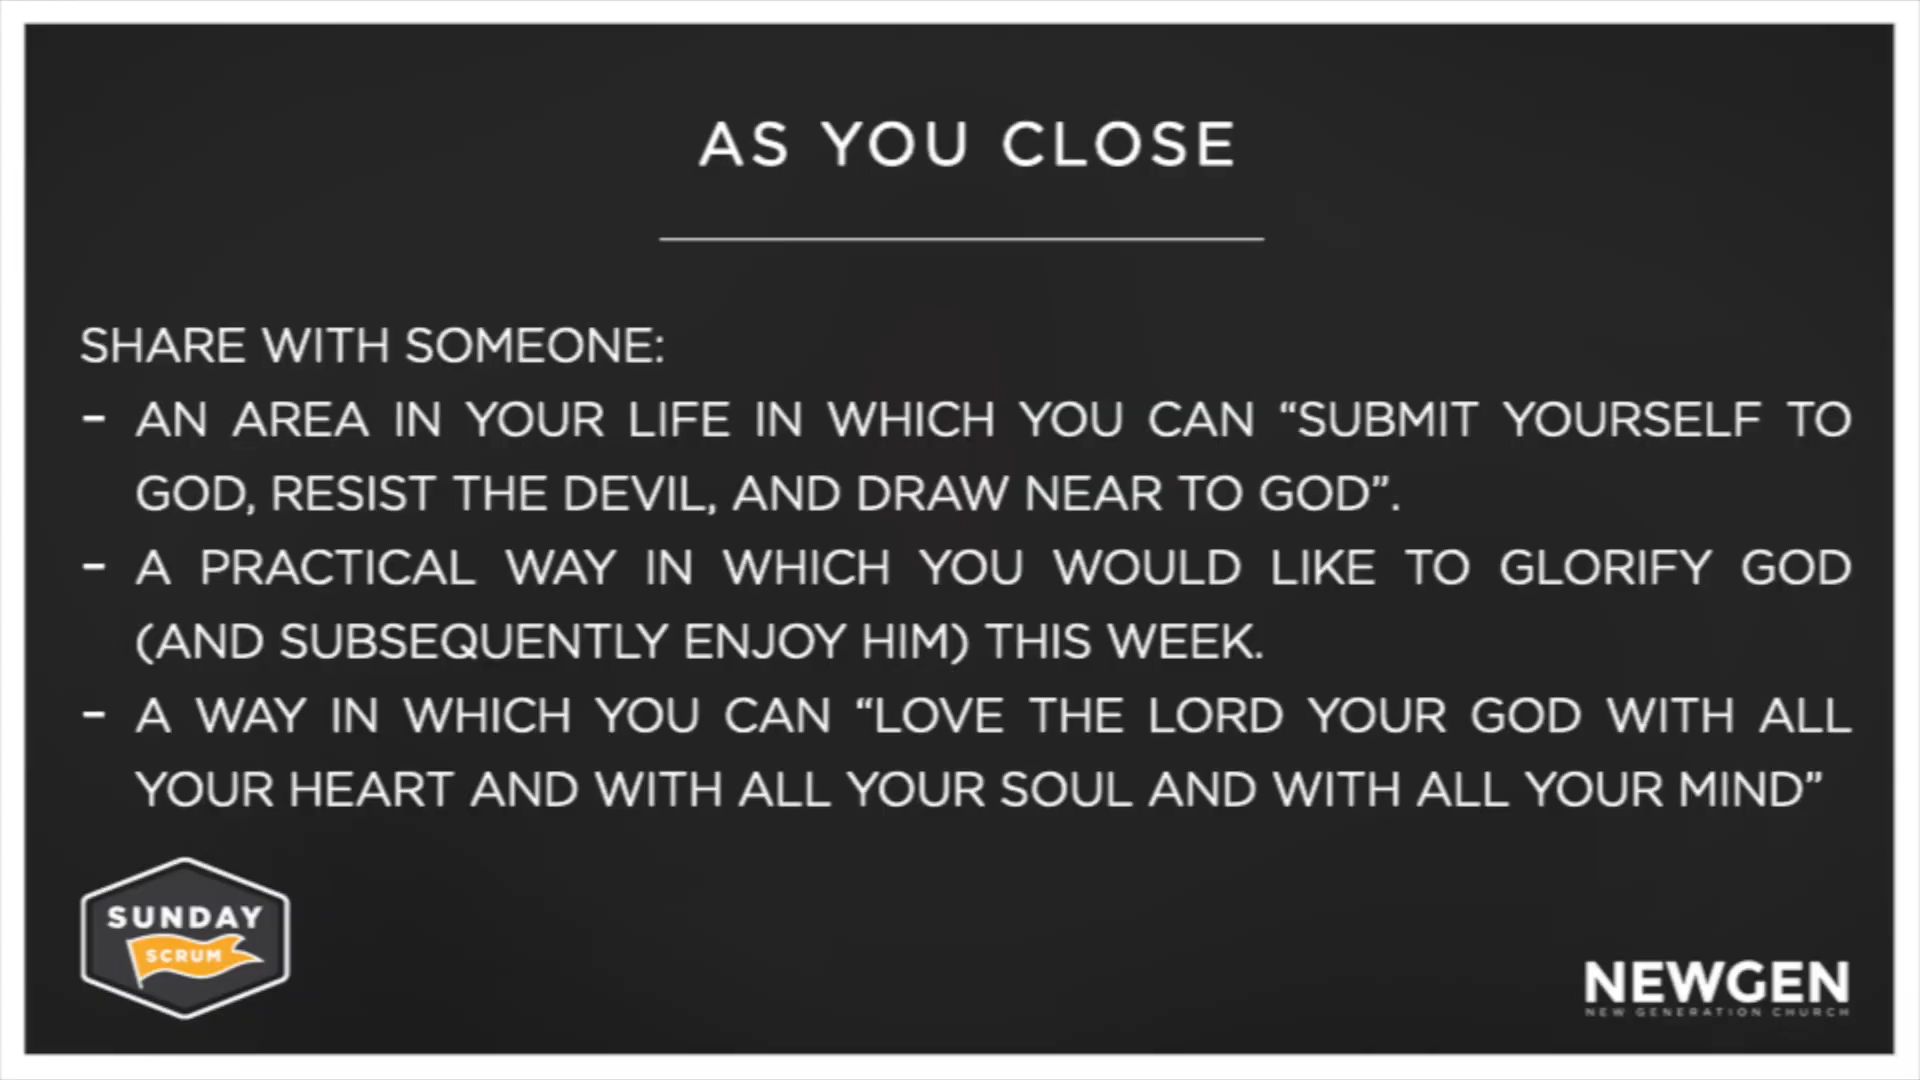 AS YOU CLOSE
SHARE WITH SOMEONE:
- AN AREA IN YOUR LIFE IN WHICH YOU CAN “SUBMIT YOURSELF TO
GOD, RESIST THE DEVIL, AND DRAW NEAR TO GOD”.
- A PRACTICAL WAY IN WHICH YOU WOULD LIKE TO GLORIFY GOD
(AND SUBSEQUENTLY ENJOY HIM) THIS WEEK.
- A WAY IN WHICH YOU CAN “LOVE THE LORD YOUR GOD WITH ALL
YOUR HEART AND WITH ALL YOUR SOUL AND WITH ALL YOUR MIND”
SUNDAY
SCRUM
NEWGEN
NEW GENERATION CHURCH